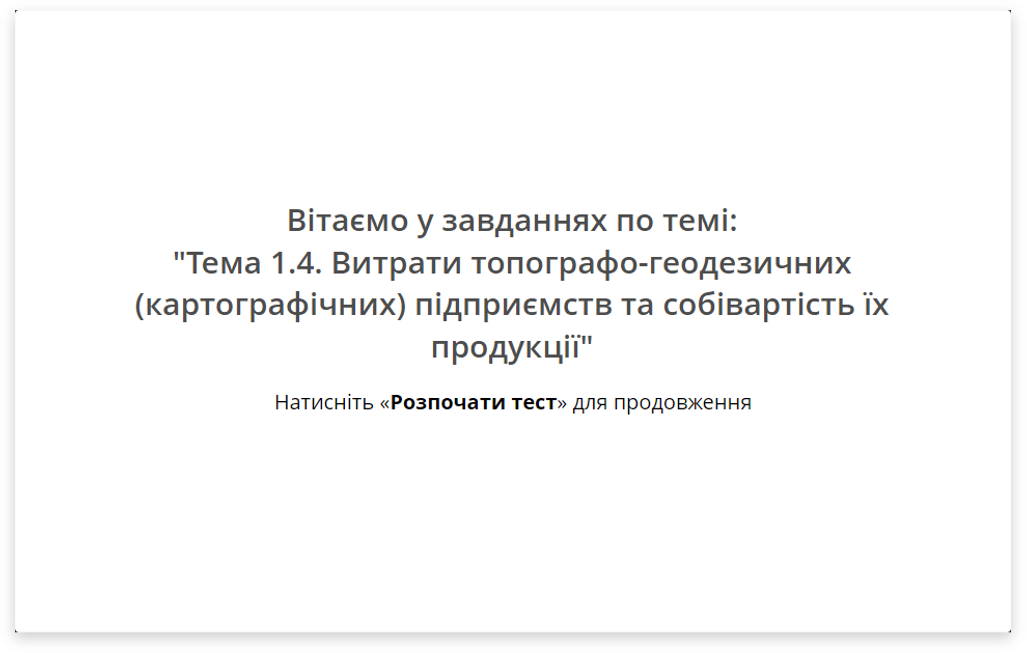 Вітаємо у завданнях по темі:
"Тема 1.4. Витрати топографо-геодезичних
(картографічних) підприємств та собівартість їх
продукції"
Натисніть «Розпочати тест» для продовження